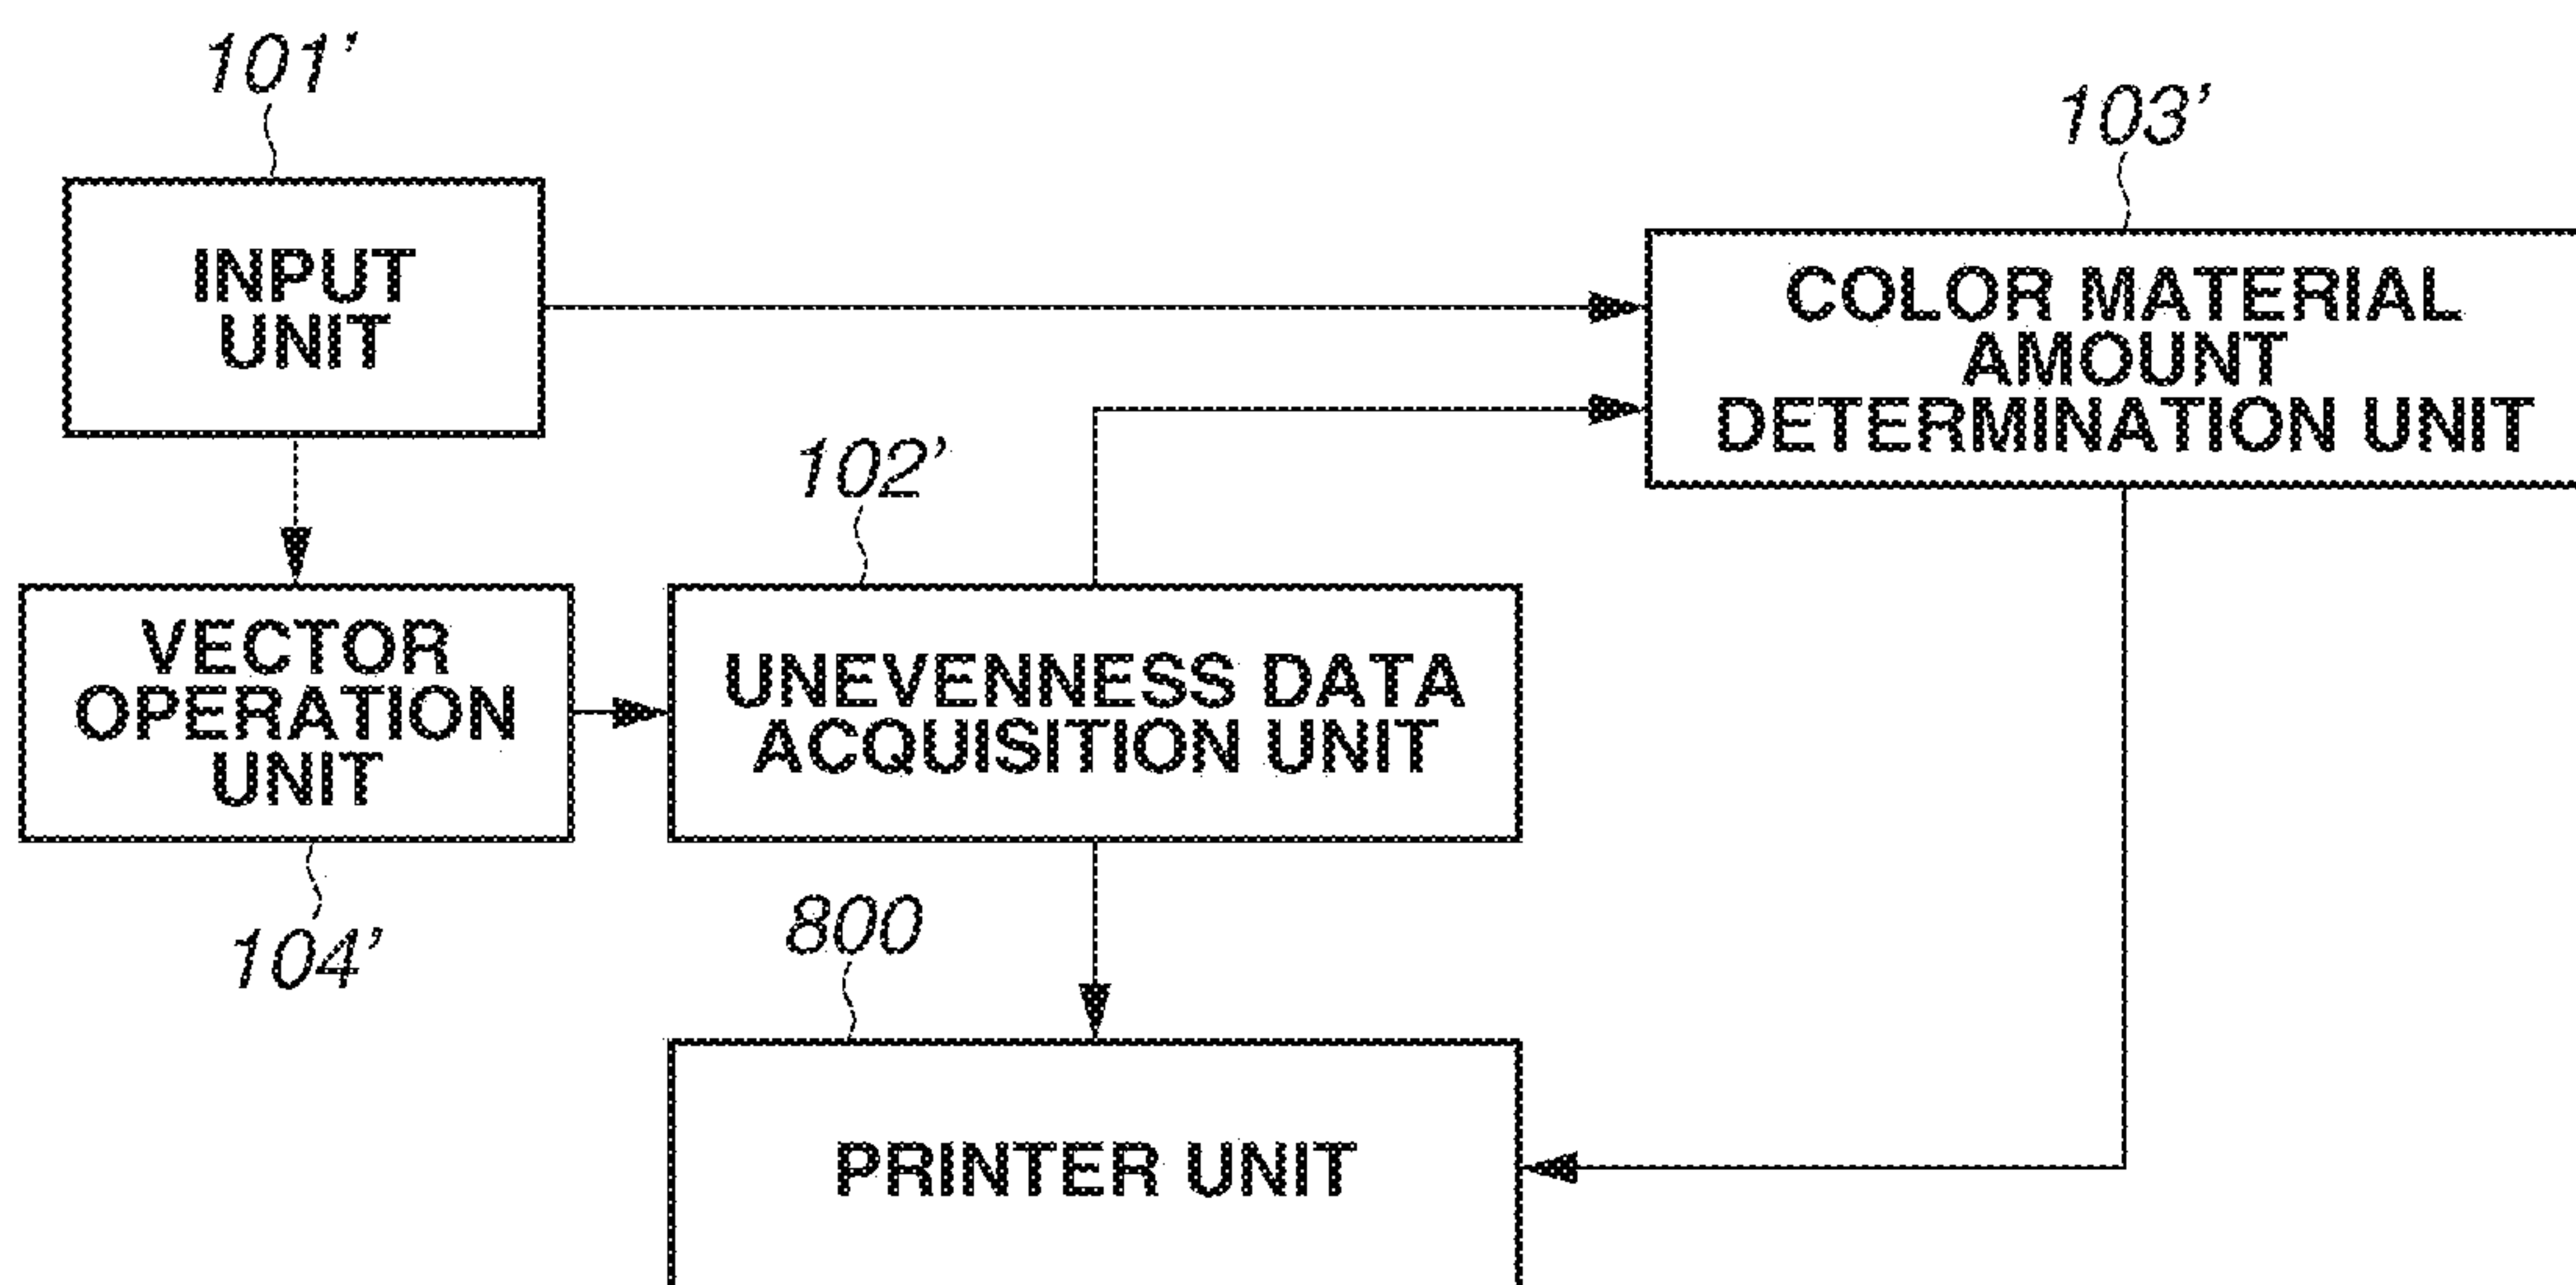 101’
INPUT
UNIT
103’
COLOR MATERIAL
AMOUNT
DETERMINATION UNIT
102’
VECTOR
OPERATION
UNIT
104’
UNEVENNESS DATA
ACQUISITION UNIT
800
PRINTER UNIT